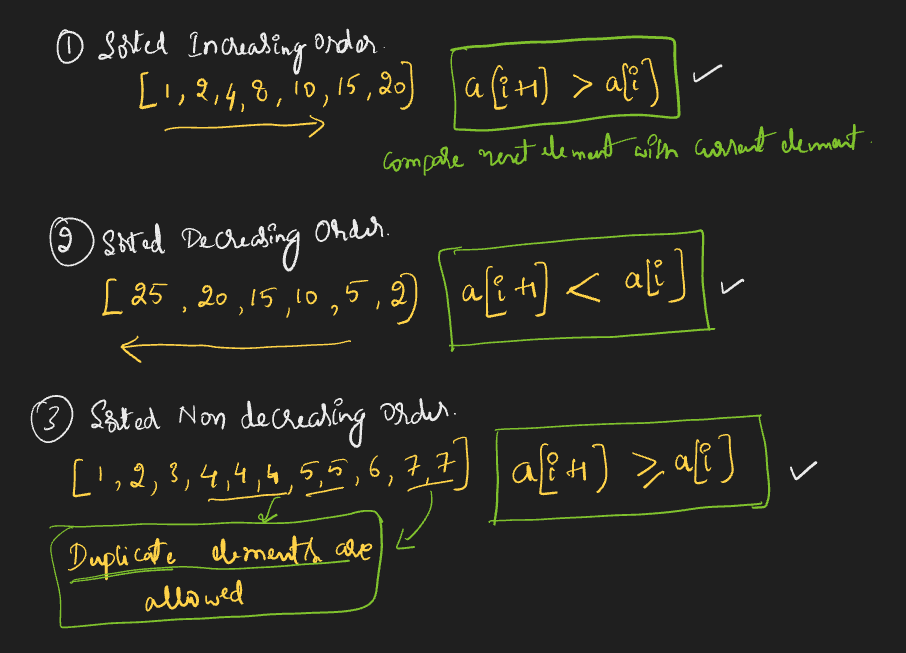 ① Sorted Increasing Order.
[1, 2, 4, 8, 10, 15, 20] a[i+1] > a[i]
Compare next element with current element.
② Sorted Decreasing Order.
[25, 20, 15, 10, 5, 2] a[i+1] < a[i]
③ Sorted Non decreasing Order.
[1, 2, 3, 4, 4, 4, 5, 5, 6, 7, 7] a[i+1] ≥ a[i]
Duplicate elements are
allowed